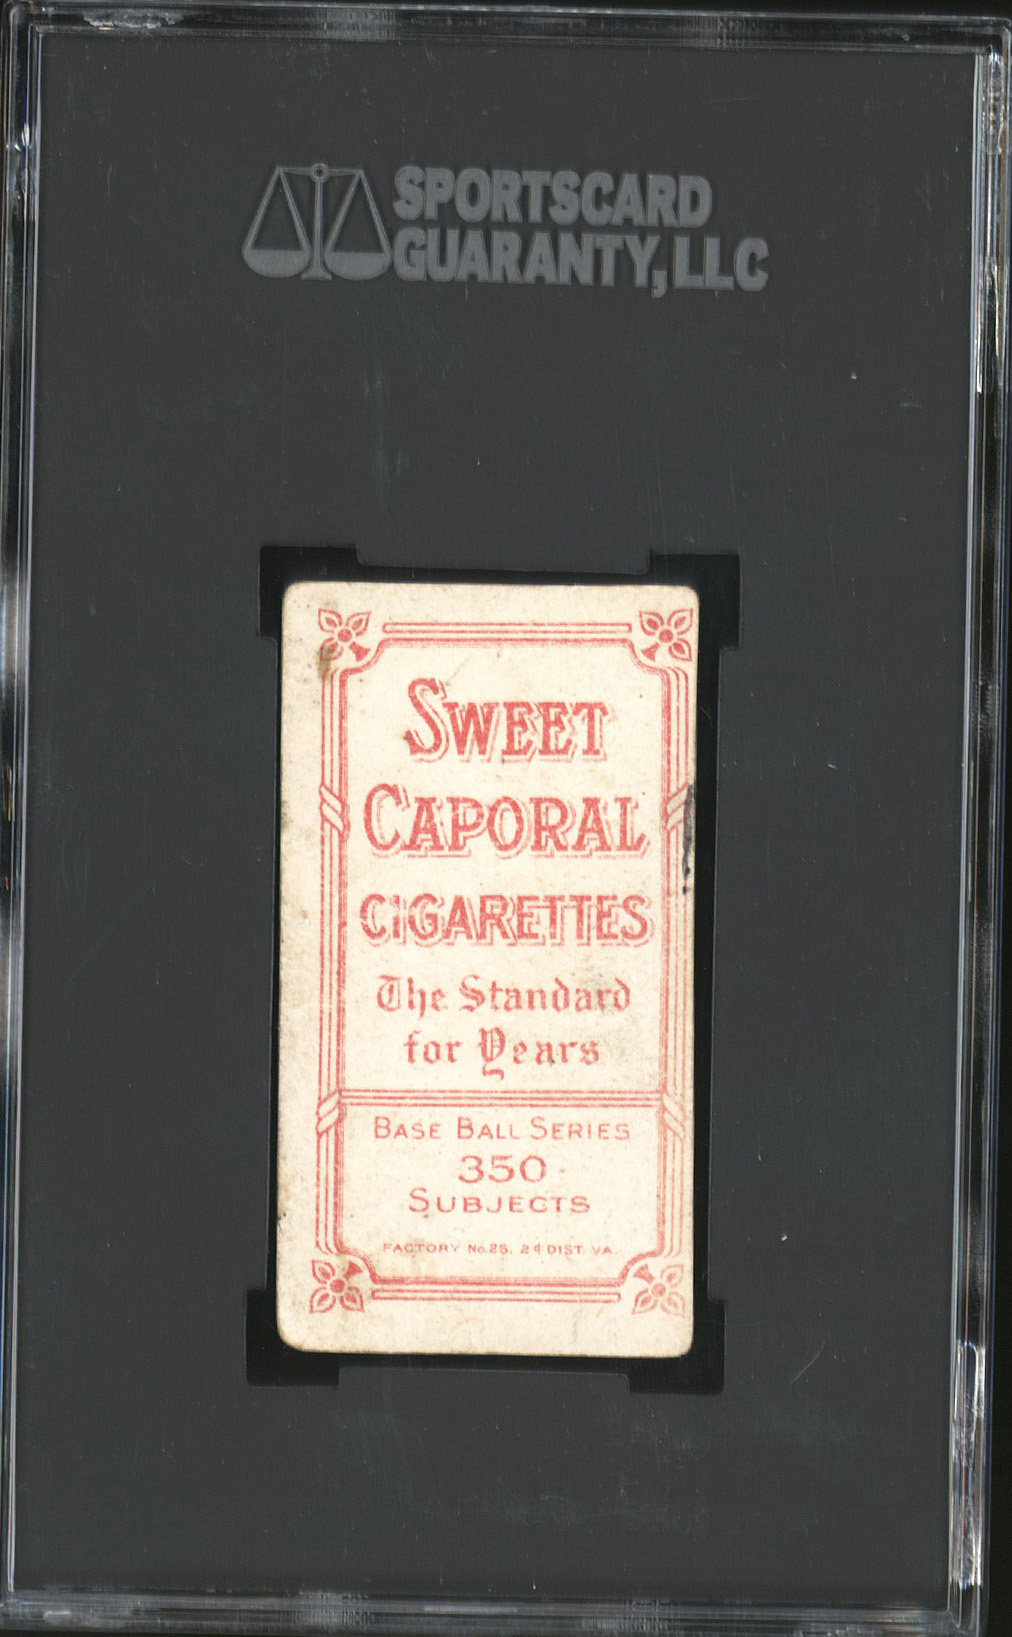 SPORTSCARD
GUARANTY, LLC
SWEET
CAPORAL
CIGARETTES
The Standard
for Years
BASE BALL SERIES
350
SUBJECTS
FACTORY No. 25, 2d DIST. VA.